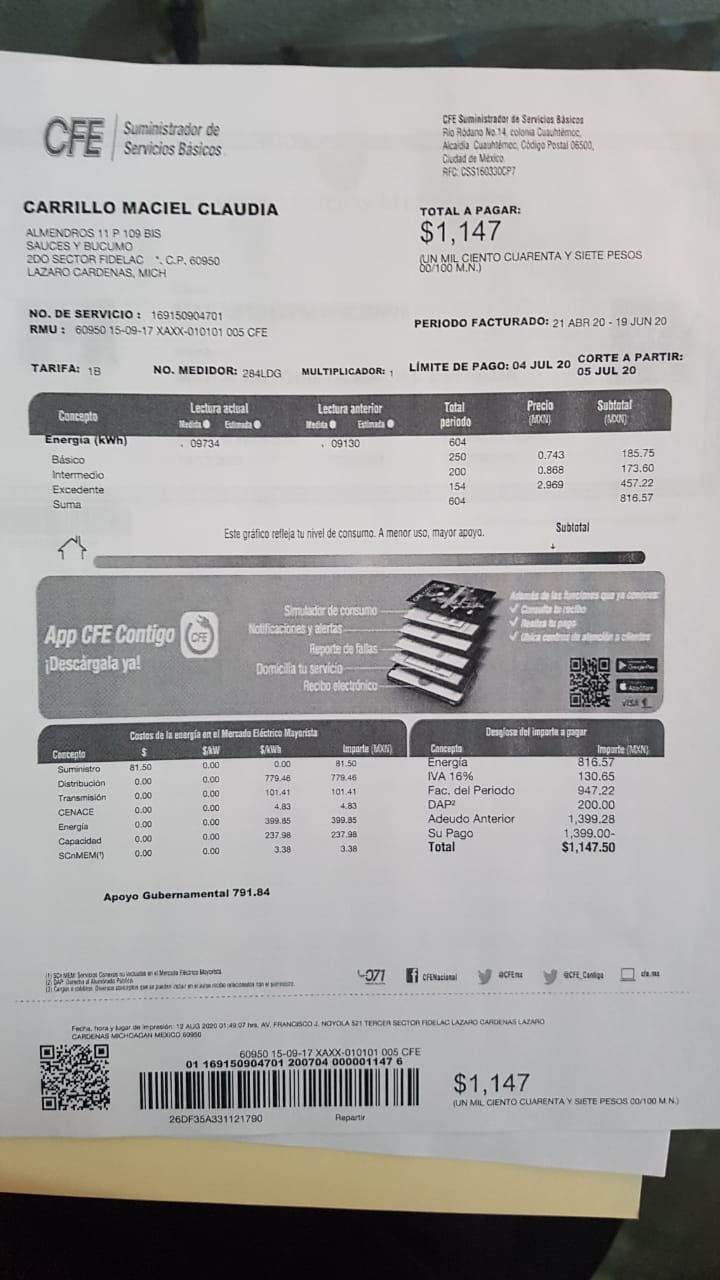 CFE Suministrador de
Servicios Básicos
CFE Suministrador de Servicios Básicos
Río Ródano No.14, colonia Cuauhtémoc,
Alcaldía Cuauhtémoc, Código Postal 06500,
Ciudad de México
RFC: CSS160330CP7
CARRILLO MACIEL CLAUDIA
ALMENDROS 11 P 109 BIS
SAUCES Y BUCUMO
2DO SECTOR FIDELAC *. C.P. 60950
LAZARO CARDENAS, MICH
TOTAL A PAGAR:
$1,147
(UN MIL CIENTO CUARENTA Y SIETE PESOS
00/100 M.N.)
NO. DE SERVICIO : 169150904701
RMU : 60950 15-09-17 XAXX-010101 005 CFE
PERIODO FACTURADO: 21 ABR 20 - 19 JUN 20
TARIFA: 1B NO. MEDIDOR: 284LDG MULTIPLICADOR: 1 LÍMITE DE PAGO: 04 JUL 20 CORTE A PARTIR:
05 JUL 20
Concepto Lectura actual Lectura anterior Total periodo Precio (MXN) Subtotal (MXN)
Medida Estimada Medida Estimada
Energía (kWh) . 09734 . 09130 604
Básico 250 0.743 185.75
Intermedio 200 0.868 173.60
Excedente 154 2.969 457.22
Suma 604 816.57
Este gráfico refleja tu nivel de consumo. A menor uso, mayor apoyo.
Subtotal
App CFE Contigo CFE
¡Descárgala ya!
Simulador de consumo
Notificaciones y alertas
Reporte de fallas
Domicilia tu servicio
Recibo electrónico
Además de las funciones que ya conoces:
✓ Consulta tu recibo
✓ Realiza tu pago
✓ Ubica centros de atención a clientes
Google Play
App Store
VISA
Costos de la energía en el Mercado Eléctrico Mayorista
Concepto $ $/kW $/kWh Importe (MXN)
Suministro 81.50 0.00 0.00 81.50
Distribución 0.00 0.00 779.46 779.46
Transmisión 0.00 0.00 101.41 101.41
CENACE 0.00 0.00 4.83 4.83
Energía 0.00 0.00 399.85 399.85
Capacidad 0.00 0.00 237.98 237.98
SCnMEM(¹) 0.00 0.00 3.38 3.38
Desglose del importe a pagar
Concepto Importe (MXN)
Energía 816.57
IVA 16% 130.65
Fac. del Periodo 947.22
DAP² 200.00
Adeudo Anterior 1,399.28
Su Pago 1,399.00-
Total $1,147.50
Apoyo Gubernamental 791.84
(1) SCnMEM: Servicios Conexos no incluidos en el Mercado Eléctrico Mayorista.
(2) DAP: Derecho al Alumbrado Público.
071 CFENacional @CFEmx @CFE_Contigo cfe.mx
Fecha, hora y lugar de impresión: 12 AUG 2020 01:49:07 hrs. AV. FRANCISCO J. NOYOLA 521 TERCER SECTOR FIDELAC LAZARO CARDENAS LAZARO
CARDENAS MICHOACAN MEXICO 60950
60950 15-09-17 XAXX-010101 005 CFE
01 169150904701 200704 000001147 6
26DF35A331121790 Repartir
$1,147
(UN MIL CIENTO CUARENTA Y SIETE PESOS 00/100 M.N.)